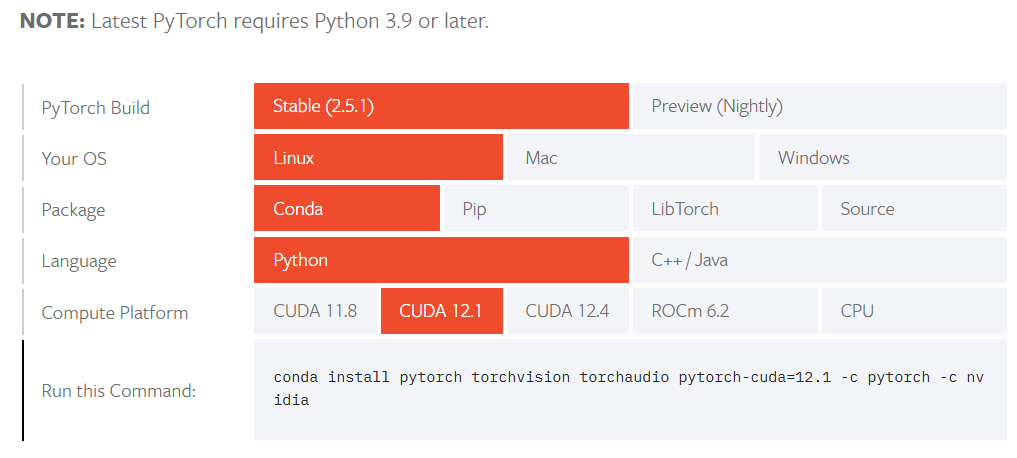 NOTE: Latest PyTorch requires Python 3.9 or later.
PyTorch Build Stable (2.5.1) Preview (Nightly)
Your OS Linux Mac Windows
Package Conda Pip LibTorch Source
Language Python C++ / Java
Compute Platform CUDA 11.8 CUDA 12.1 CUDA 12.4 ROCm 6.2 CPU
Run this Command: conda install pytorch torchvision torchaudio pytorch-cuda=12.1 -c pytorch -c nv
idia